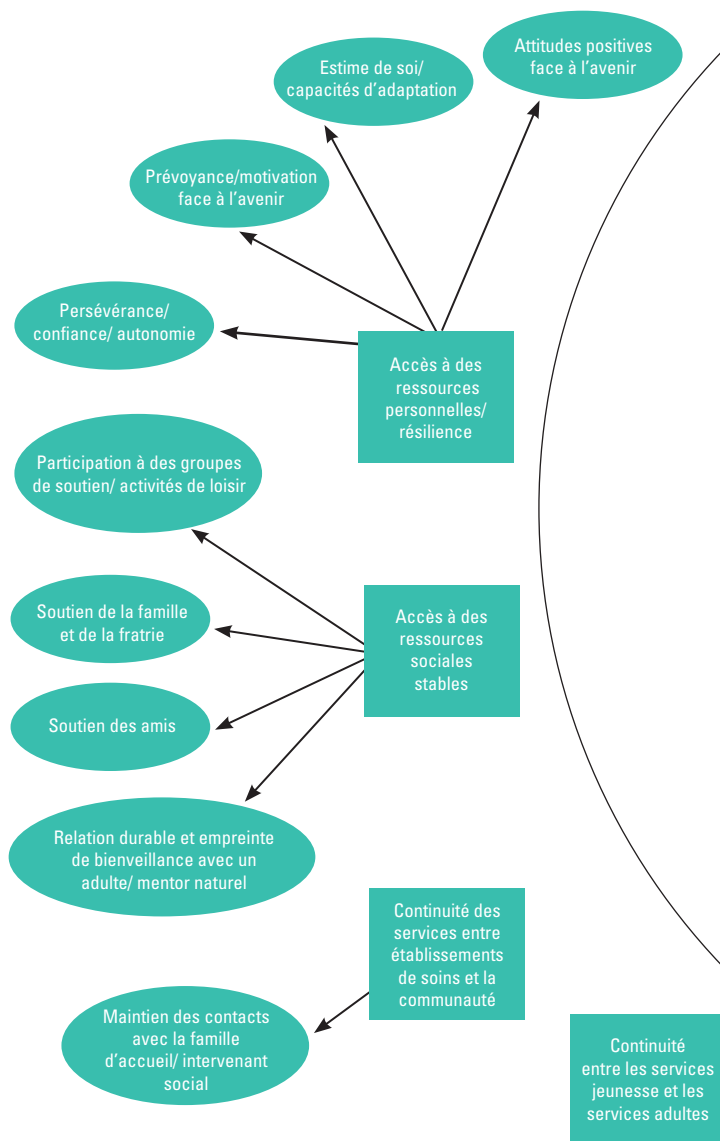 Attitudes positives
face à l’avenir
Estime de soi/
capacités d’adaptation
Prévoyance/motivation
face à l’avenir
Persévérance/
confiance/ autonomie
Accès à des
ressources
personnelles/
résilience
Participation à des groupes
de soutien/ activités de loisir
Soutien de la famille
et de la fratrie
Accès à des
ressources
sociales
stables
Soutien des amis
Relation durable et empreinte
de bienveillance avec un
adulte/ mentor naturel
Continuité des
services entre
établissements
de soins et la
communauté
Maintien des contacts
avec la famille
d’accueil/ intervenant
social
Continuité
entre les services
jeunesse et les
services adultes